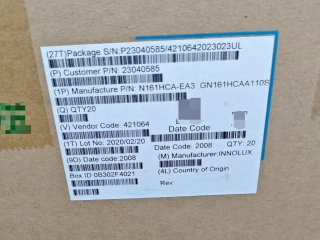 (27T)Package S/N:P23040585/4210642023023UL
(P) Customer P/N: 23040585
(1P) Manufacture P/N: N161HCA-EA3 GN161HCAA110S
(Q) QTY20
(V) Vendor Code: 421064
Date Code
(1T) Lot No: 2020/02/20
Date Code: 2008 QTY: 20
(9D) Date code:2008
(M) Manufacturer:INNOLUX
Box ID 0B302F4021
(4L) Country of Origin
Rev: